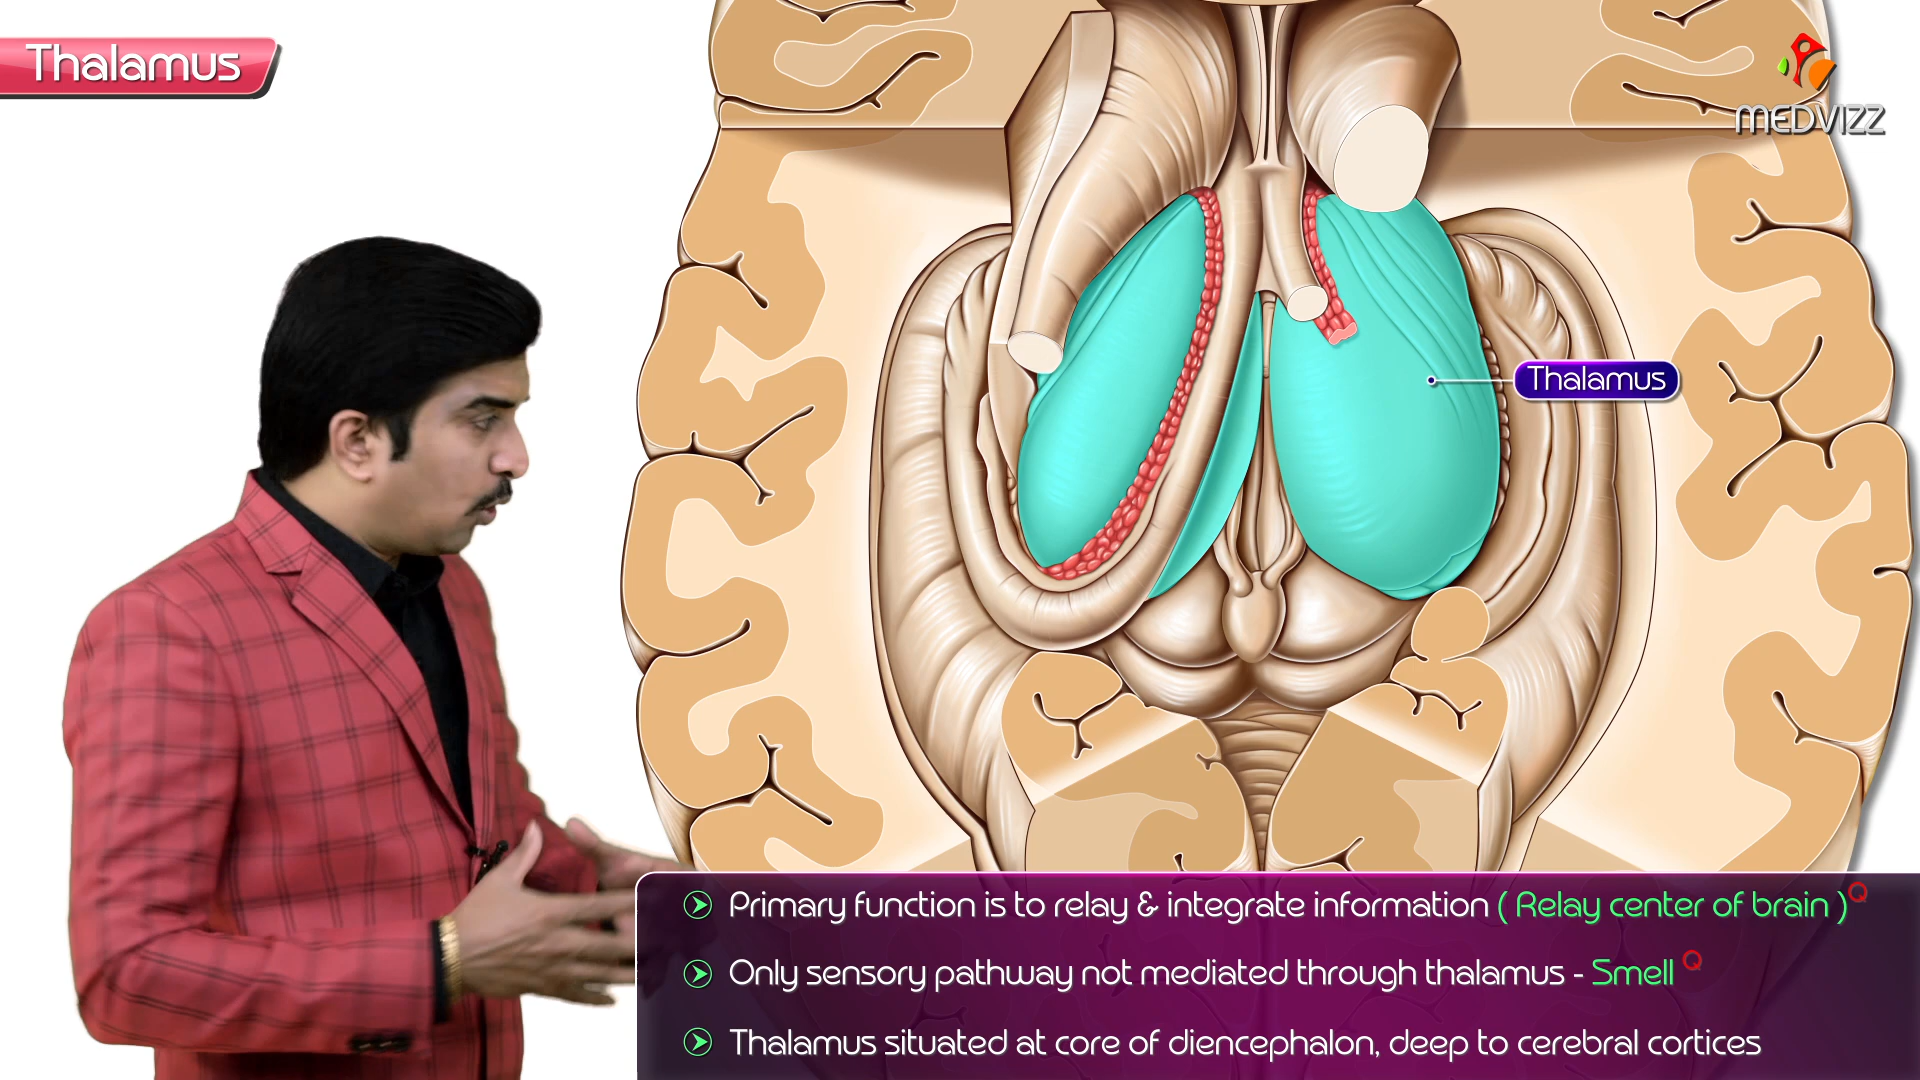 Thalamus
MEDVIZZ
Thalamus
Primary function is to relay & integrate information ( Relay center of brain )Q
Only sensory pathway not mediated through thalamus - Smell Q
Thalamus situated at core of diencephalon, deep to cerebral cortices